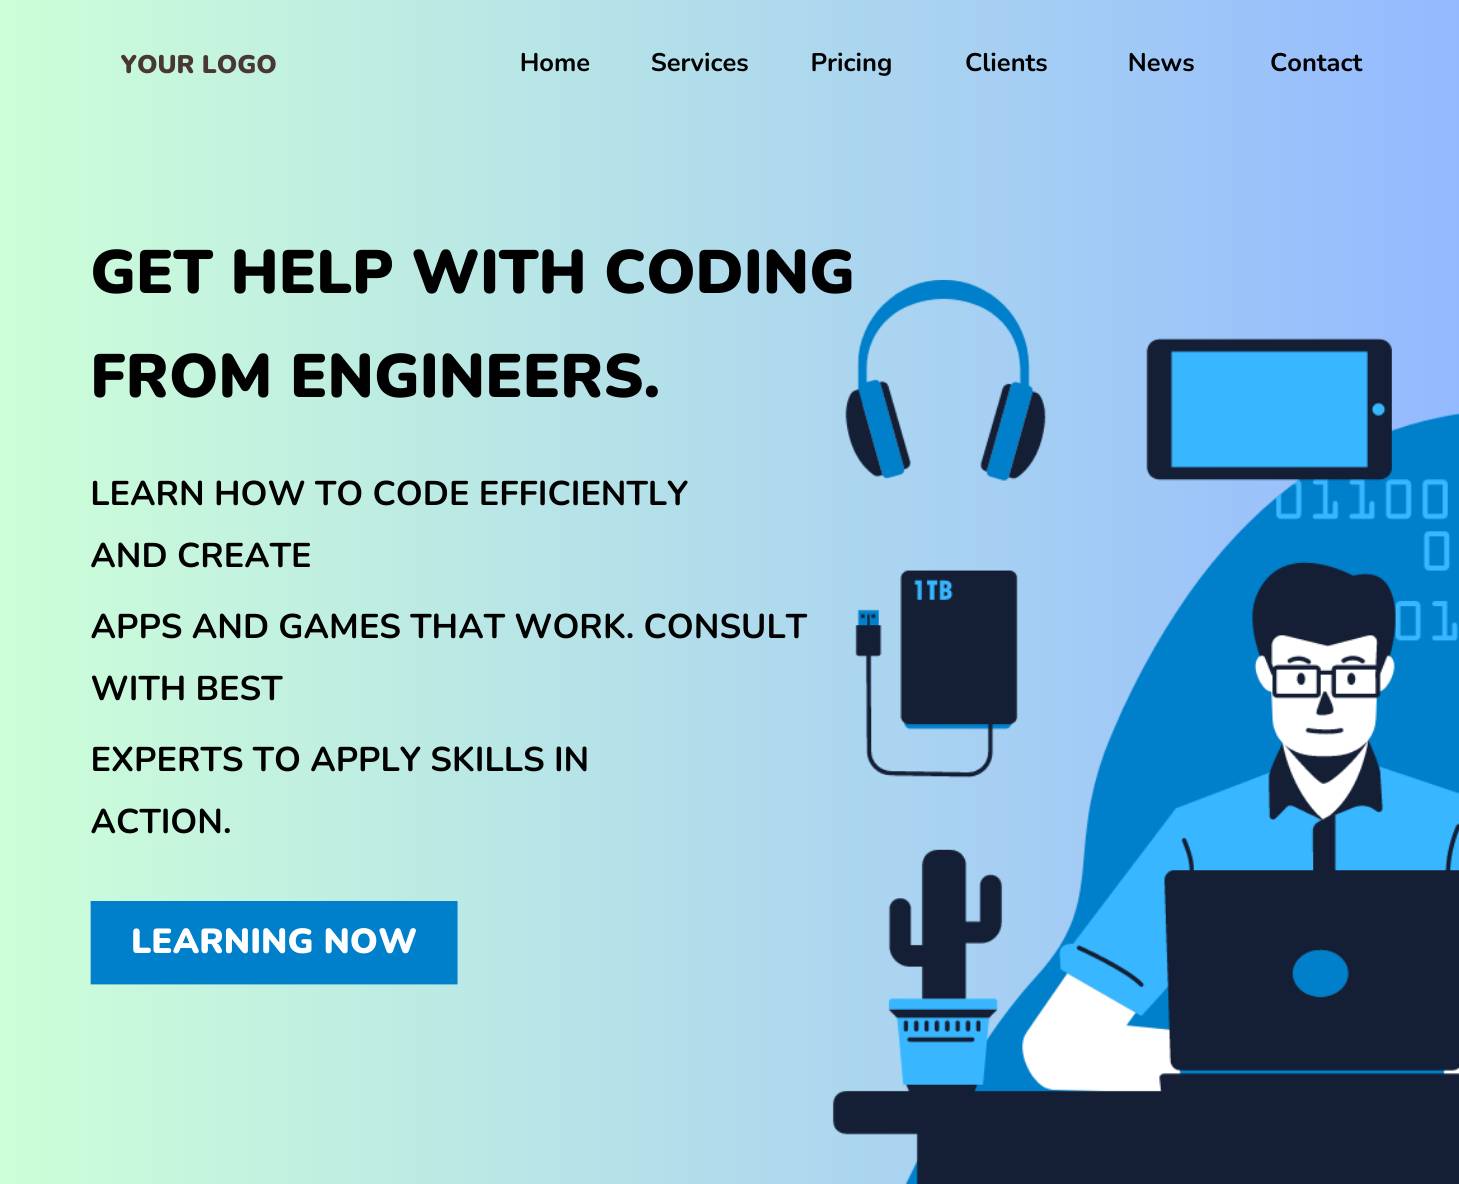 YOUR LOGO
Home Services Pricing Clients News Contact
GET HELP WITH CODING
FROM ENGINEERS.
LEARN HOW TO CODE EFFICIENTLY
AND CREATE
APPS AND GAMES THAT WORK. CONSULT
WITH BEST
EXPERTS TO APPLY SKILLS IN
ACTION.
LEARNING NOW
1TB
01100
0
01